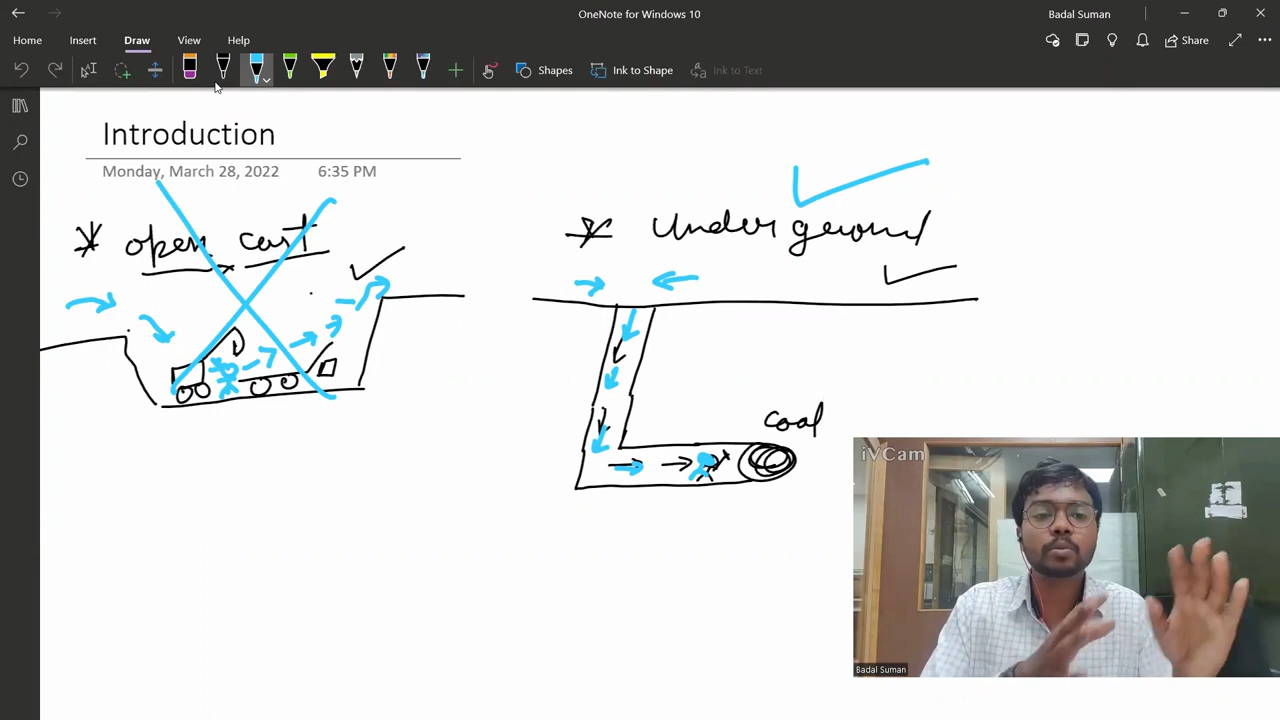 OneNote for Windows 10
Badal Suman
Home Insert Draw View Help
Share
Shapes
Ink to Shape
Ink to Text
Introduction
Monday, March 28, 2022 6:35 PM
* open cast
* Underground
coal
iVCam
Badal Suman